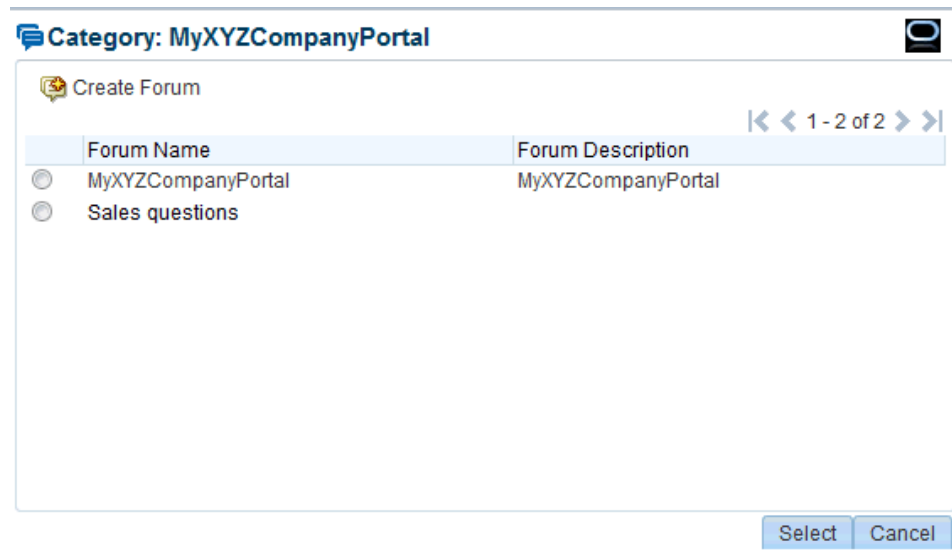 Category: MyXYZCompanyPortal
Create Forum
1 - 2 of 2
Forum Name Forum Description
MyXYZCompanyPortal MyXYZCompanyPortal
Sales questions
Select Cancel